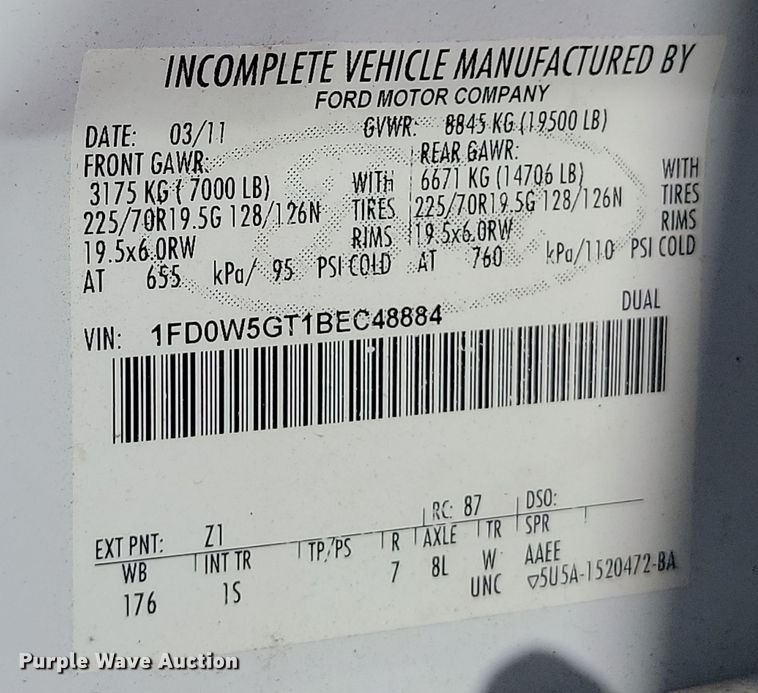 INCOMPLETE VEHICLE MANUFACTURED BY
FORD MOTOR COMPANY
DATE: 03/11 GVWR: 8845 KG (19500 LB)
FRONT GAWR: REAR GAWR:
3175 KG ( 7000 LB) WITH 6671 KG (14706 LB) WITH
225/70R19.5G 128/126N TIRES 225/70R19.5G 128/126N TIRES
19.5x6.0RW RIMS 19.5x6.0RW RIMS
AT 655 kPa/ 95 PSI COLD AT 760 kPa/110 PSI COLD
VIN: 1FD0W5GT1BEC48884 DUAL
EXT PNT: Z1 RC: 87 DSO:
WB INT TR TP/PS R AXLE TR SPR
176 1S 7 8L W AAEE
UNC ▽5U5A-1520472-BA
Purple Wave Auction